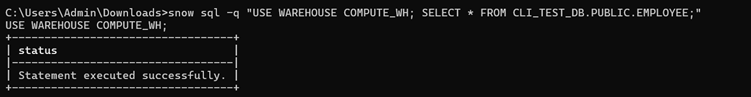 C:\Users\Admin\Downloads>snow sql -q "USE WAREHOUSE COMPUTE_WH; SELECT * FROM CLI_TEST_DB.PUBLIC.EMPLOYEE;"
USE WAREHOUSE COMPUTE_WH;
+----------------------------------+
| status                           |
|----------------------------------|
| Statement executed successfully. |
+----------------------------------+